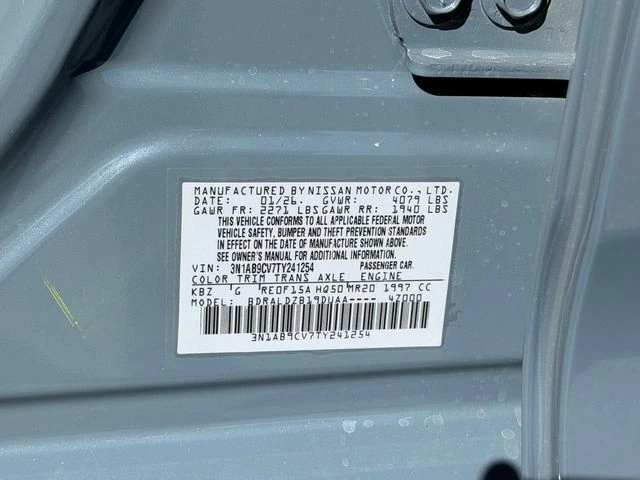 MANUFACTURED BY NISSAN MOTOR CO., LTD.
DATE: 01/26. GVWR: 4079 LBS
GAWR FR: 2271 LBS GAWR RR: 1940 LBS
THIS VEHICLE CONFORMS TO ALL APPLICABLE FEDERAL MOTOR
VEHICLE SAFETY, BUMPER AND THEFT PREVENTION STANDARDS
IN EFFECT ON THE DATE OF MANUFACTURE SHOWN ABOVE.
SEE OWNER'S MANUAL FOR ADDITIONAL INFORMATION.
VIN: 3N1AB9CV7TY241254 PASSENGER CAR.
COLOR TRIM TRANS AXLE ENGINE
KBZ G RE0F15A HQ50 MR20 1997 CC
MODEL: BDRALDZB19DUAA---- 4Z000
3N1AB9CV7TY241254